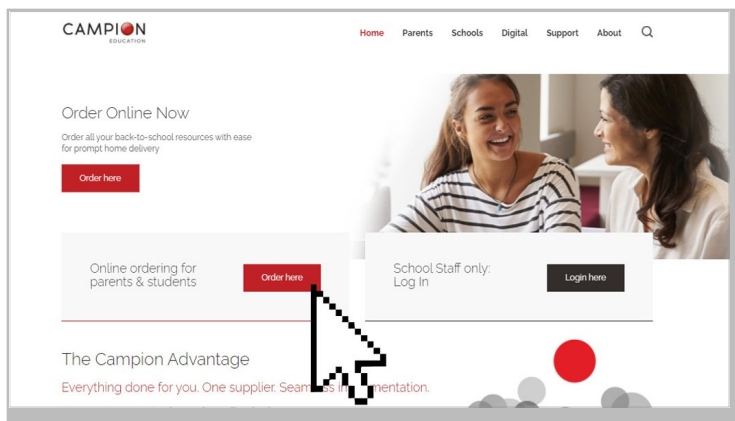 CAMPION
EDUCATION
Home Parents Schools Digital Support About
Order Online Now
Order all your back-to-school resources with ease
for prompt home delivery
Order here
Online ordering for
parents & students
Order here
School Staff only:
Log In
Login here
The Campion Advantage
Everything done for you. One supplier.